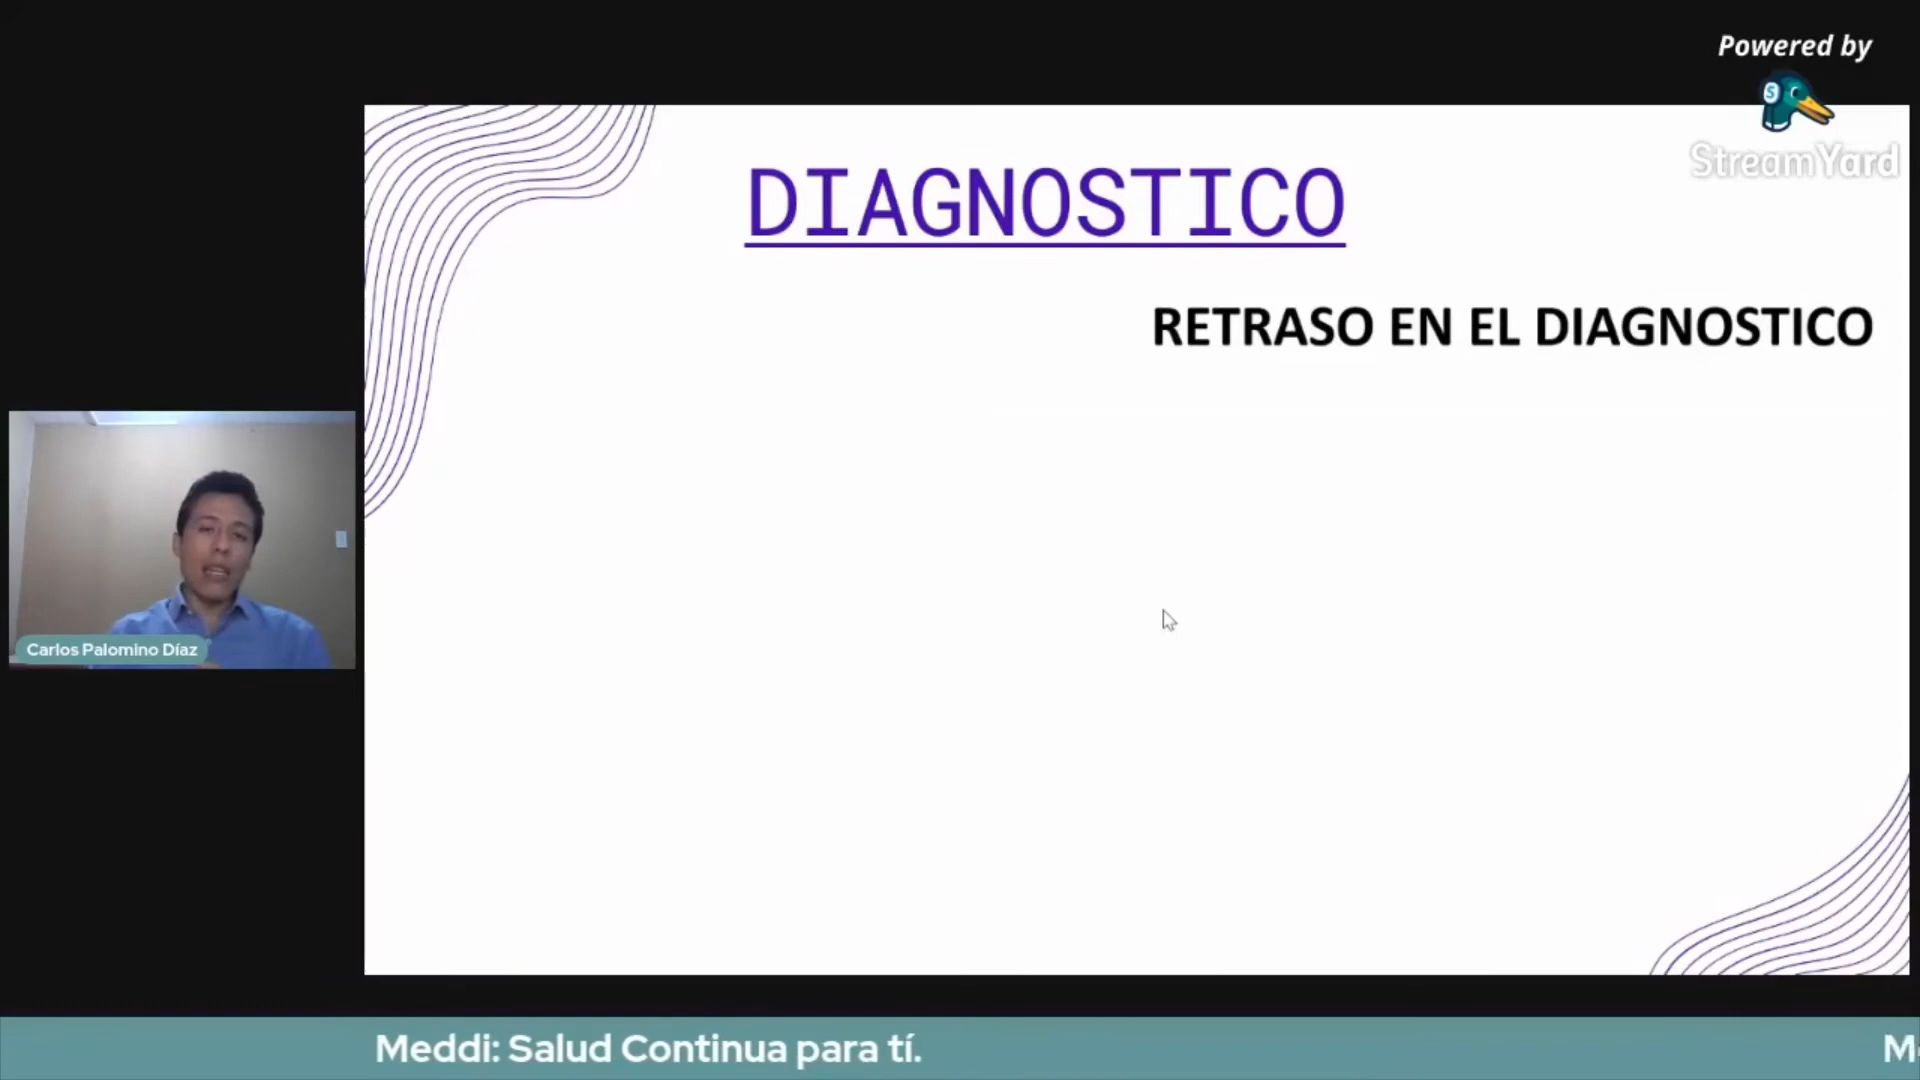 Powered by
StreamYard
DIAGNOSTICO
RETRASO EN EL DIAGNOSTICO
Carlos Palomino Díaz
Meddi: Salud Continua para tí.